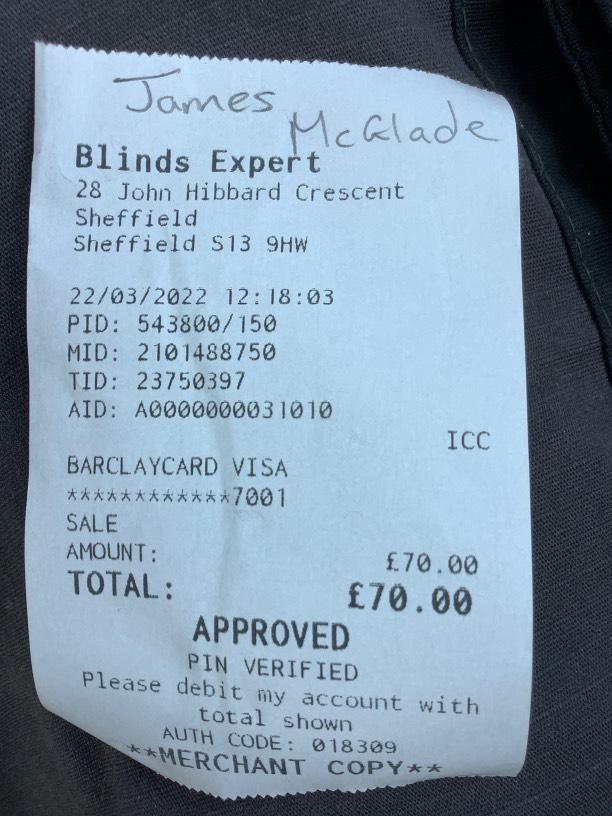 James
McGlade
Blinds Expert
28 John Hibbard Crescent
Sheffield
Sheffield S13 9HW
22/03/2022 12:18:03
PID: 543800/150
MID: 2101488750
TID: 23750397
AID: A0000000031010
ICC
BARCLAYCARD VISA
************7001
SALE
AMOUNT: £70.00
TOTAL: £70.00
APPROVED
PIN VERIFIED
Please debit my account with
total shown
AUTH CODE: 018309
**MERCHANT COPY**